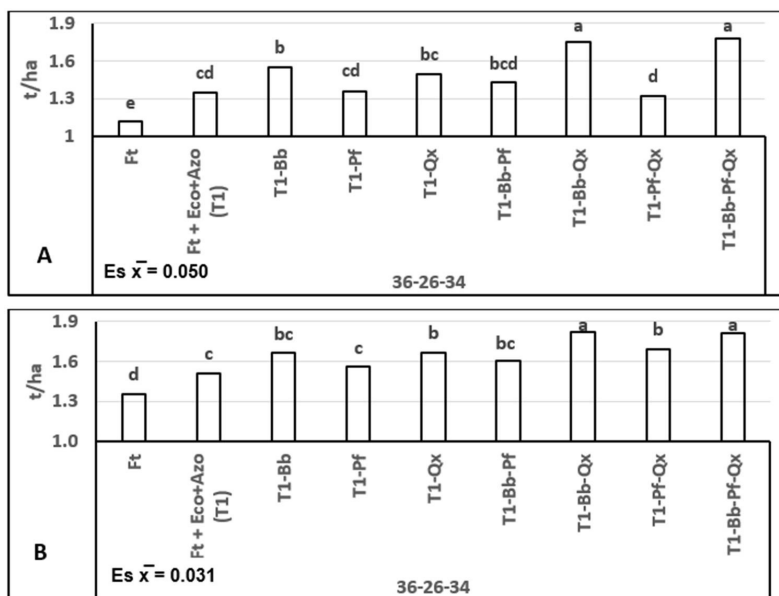 1.9
1.6
1.3
1
t/ha
e
cd
b
cd
bc
bcd
a
d
a
Ft
Ft + Eco+Azo
(T1)
T1-Bb
T1-Pf
T1-Qx
T1-Bb-Pf
T1-Bb-Qx
T1-Pf-Qx
T1-Bb-Pf-Qx
A
Es x̅ = 0.050
36-26-34
1.9
1.6
1.3
1.0
t/ha
d
c
bc
c
b
bc
a
b
a
Ft
Ft + Eco+Azo
(T1)
T1-Bb
T1-Pf
T1-Qx
T1-Bb-Pf
T1-Bb-Qx
T1-Pf-Qx
T1-Bb-Pf-Qx
B
Es x̅ = 0.031
36-26-34